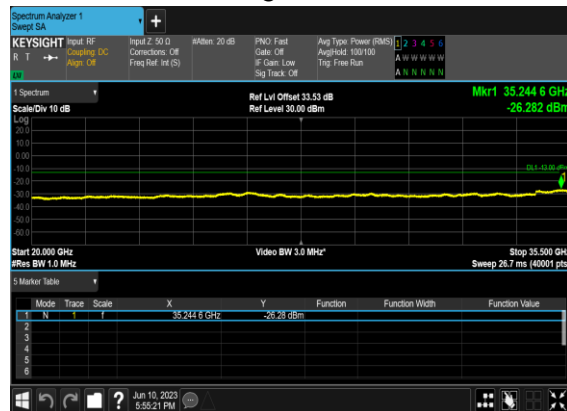 Spectrum Analyzer 1
Swept SA
KEYSIGHT Input: RF Input Z: 50 Ω #Atten: 20 dB PNO: Fast Avg Type: Power (RMS) 1 2 3 4 5 6
R T Coupling: DC Corrections: Off Gate: Off Avg|Hold: 100/100 A W W W W W
Align: Off Freq Ref: Int (S) IF Gain: Low Trig: Free Run
LW Sig Track: Off A N N N N N
1 Spectrum Ref Lvl Offset 33.53 dB Mkr1 35.244 6 GHz
Scale/Div 10 dB Ref Level 30.00 dBm -26.282 dBm
Log
20.0
10.0
0.00
-10.0 DL1 -13.00 dBm
1
-20.0
-30.0
-40.0
-50.0
-60.0
Start 20.000 GHz Video BW 3.0 MHz* Stop 35.500 GHz
#Res BW 1.0 MHz Sweep 26.7 ms (40001 pts)
5 Marker Table
Mode Trace Scale X Y Function Function Width Function Value
1 N 1 f 35.244 6 GHz -26.28 dBm
2
3
4
5
6
? Jun 10, 2023
5:55:21 PM